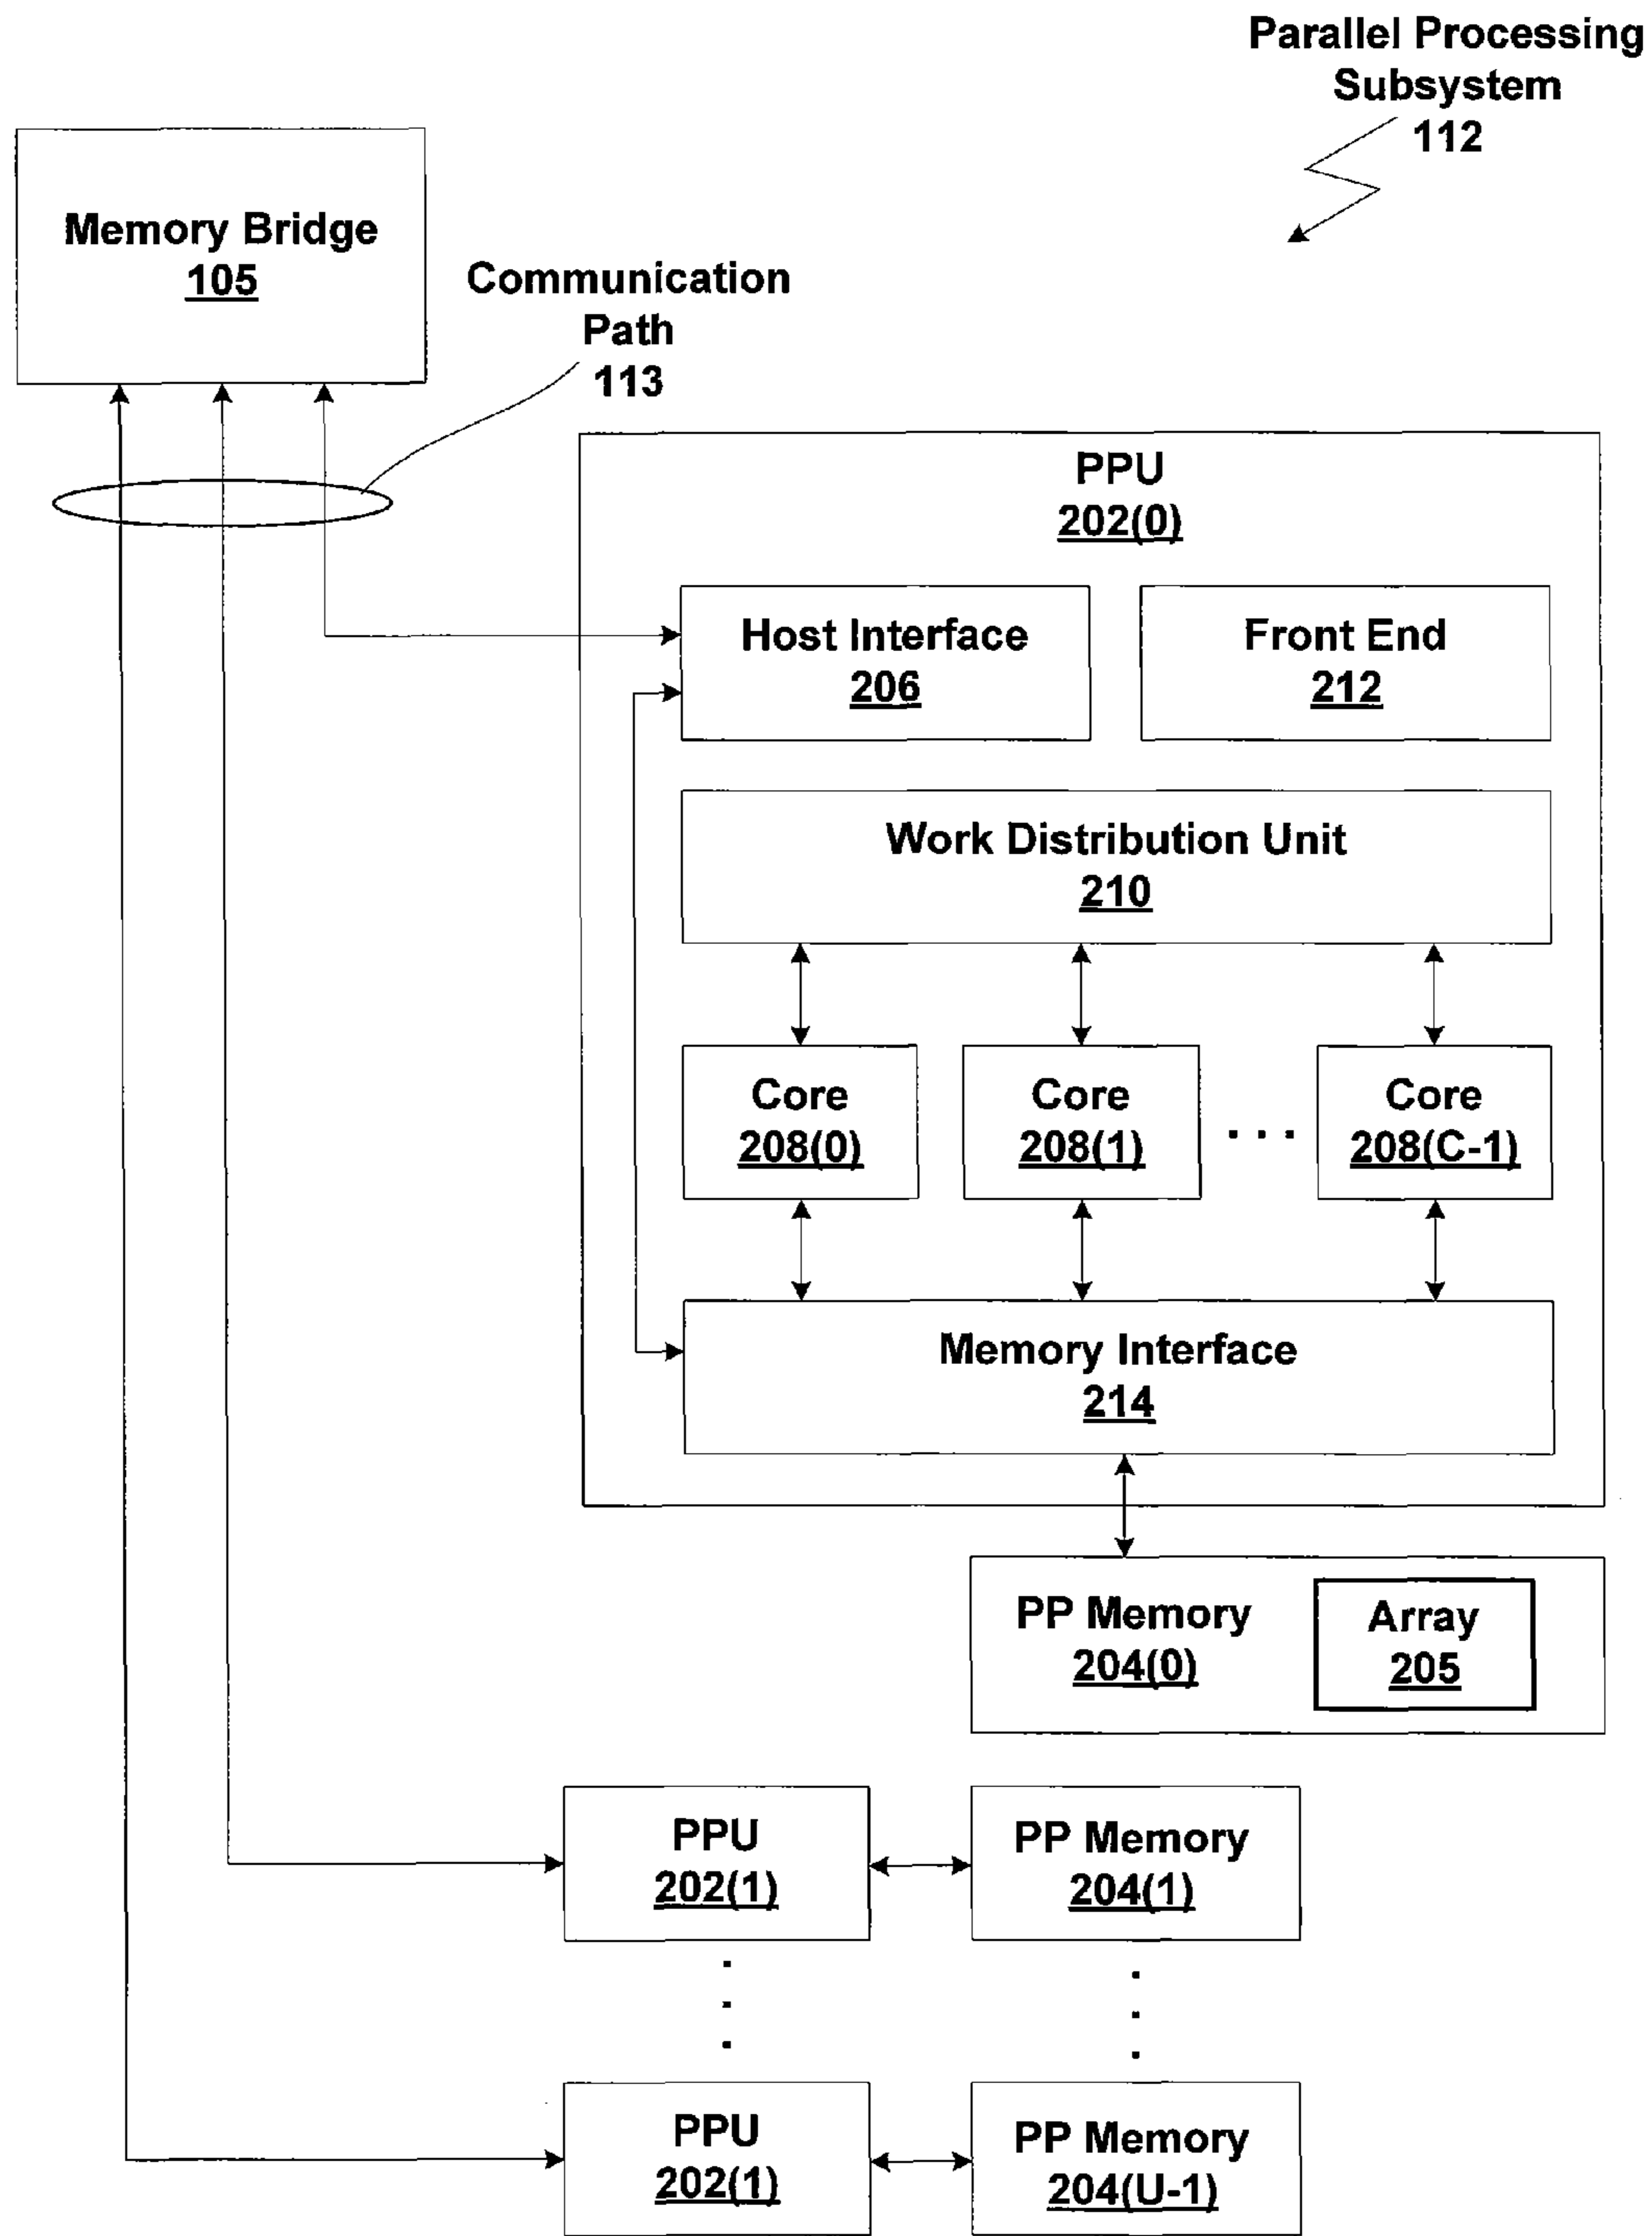 Parallel Processing
Subsystem
112
Memory Bridge
105
Communication
Path
113
PPU
202(0)
Host Interface
206
Front End
212
Work Distribution Unit
210
Core
208(0)
Core
208(1)
. . .
Core
208(C-1)
Memory Interface
214
PP Memory
204(0)
Array
205
PPU
202(1)
PP Memory
204(1)
PPU
202(1)
PP Memory
204(U-1)